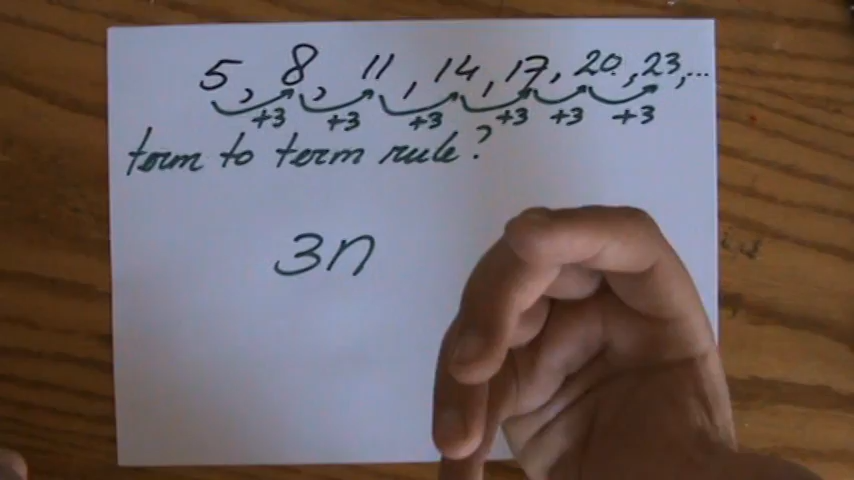 5, 8, 11, 14, 17, 20, 23, ...
+3 +3 +3 +3 +3 +3
term to term rule?
3n